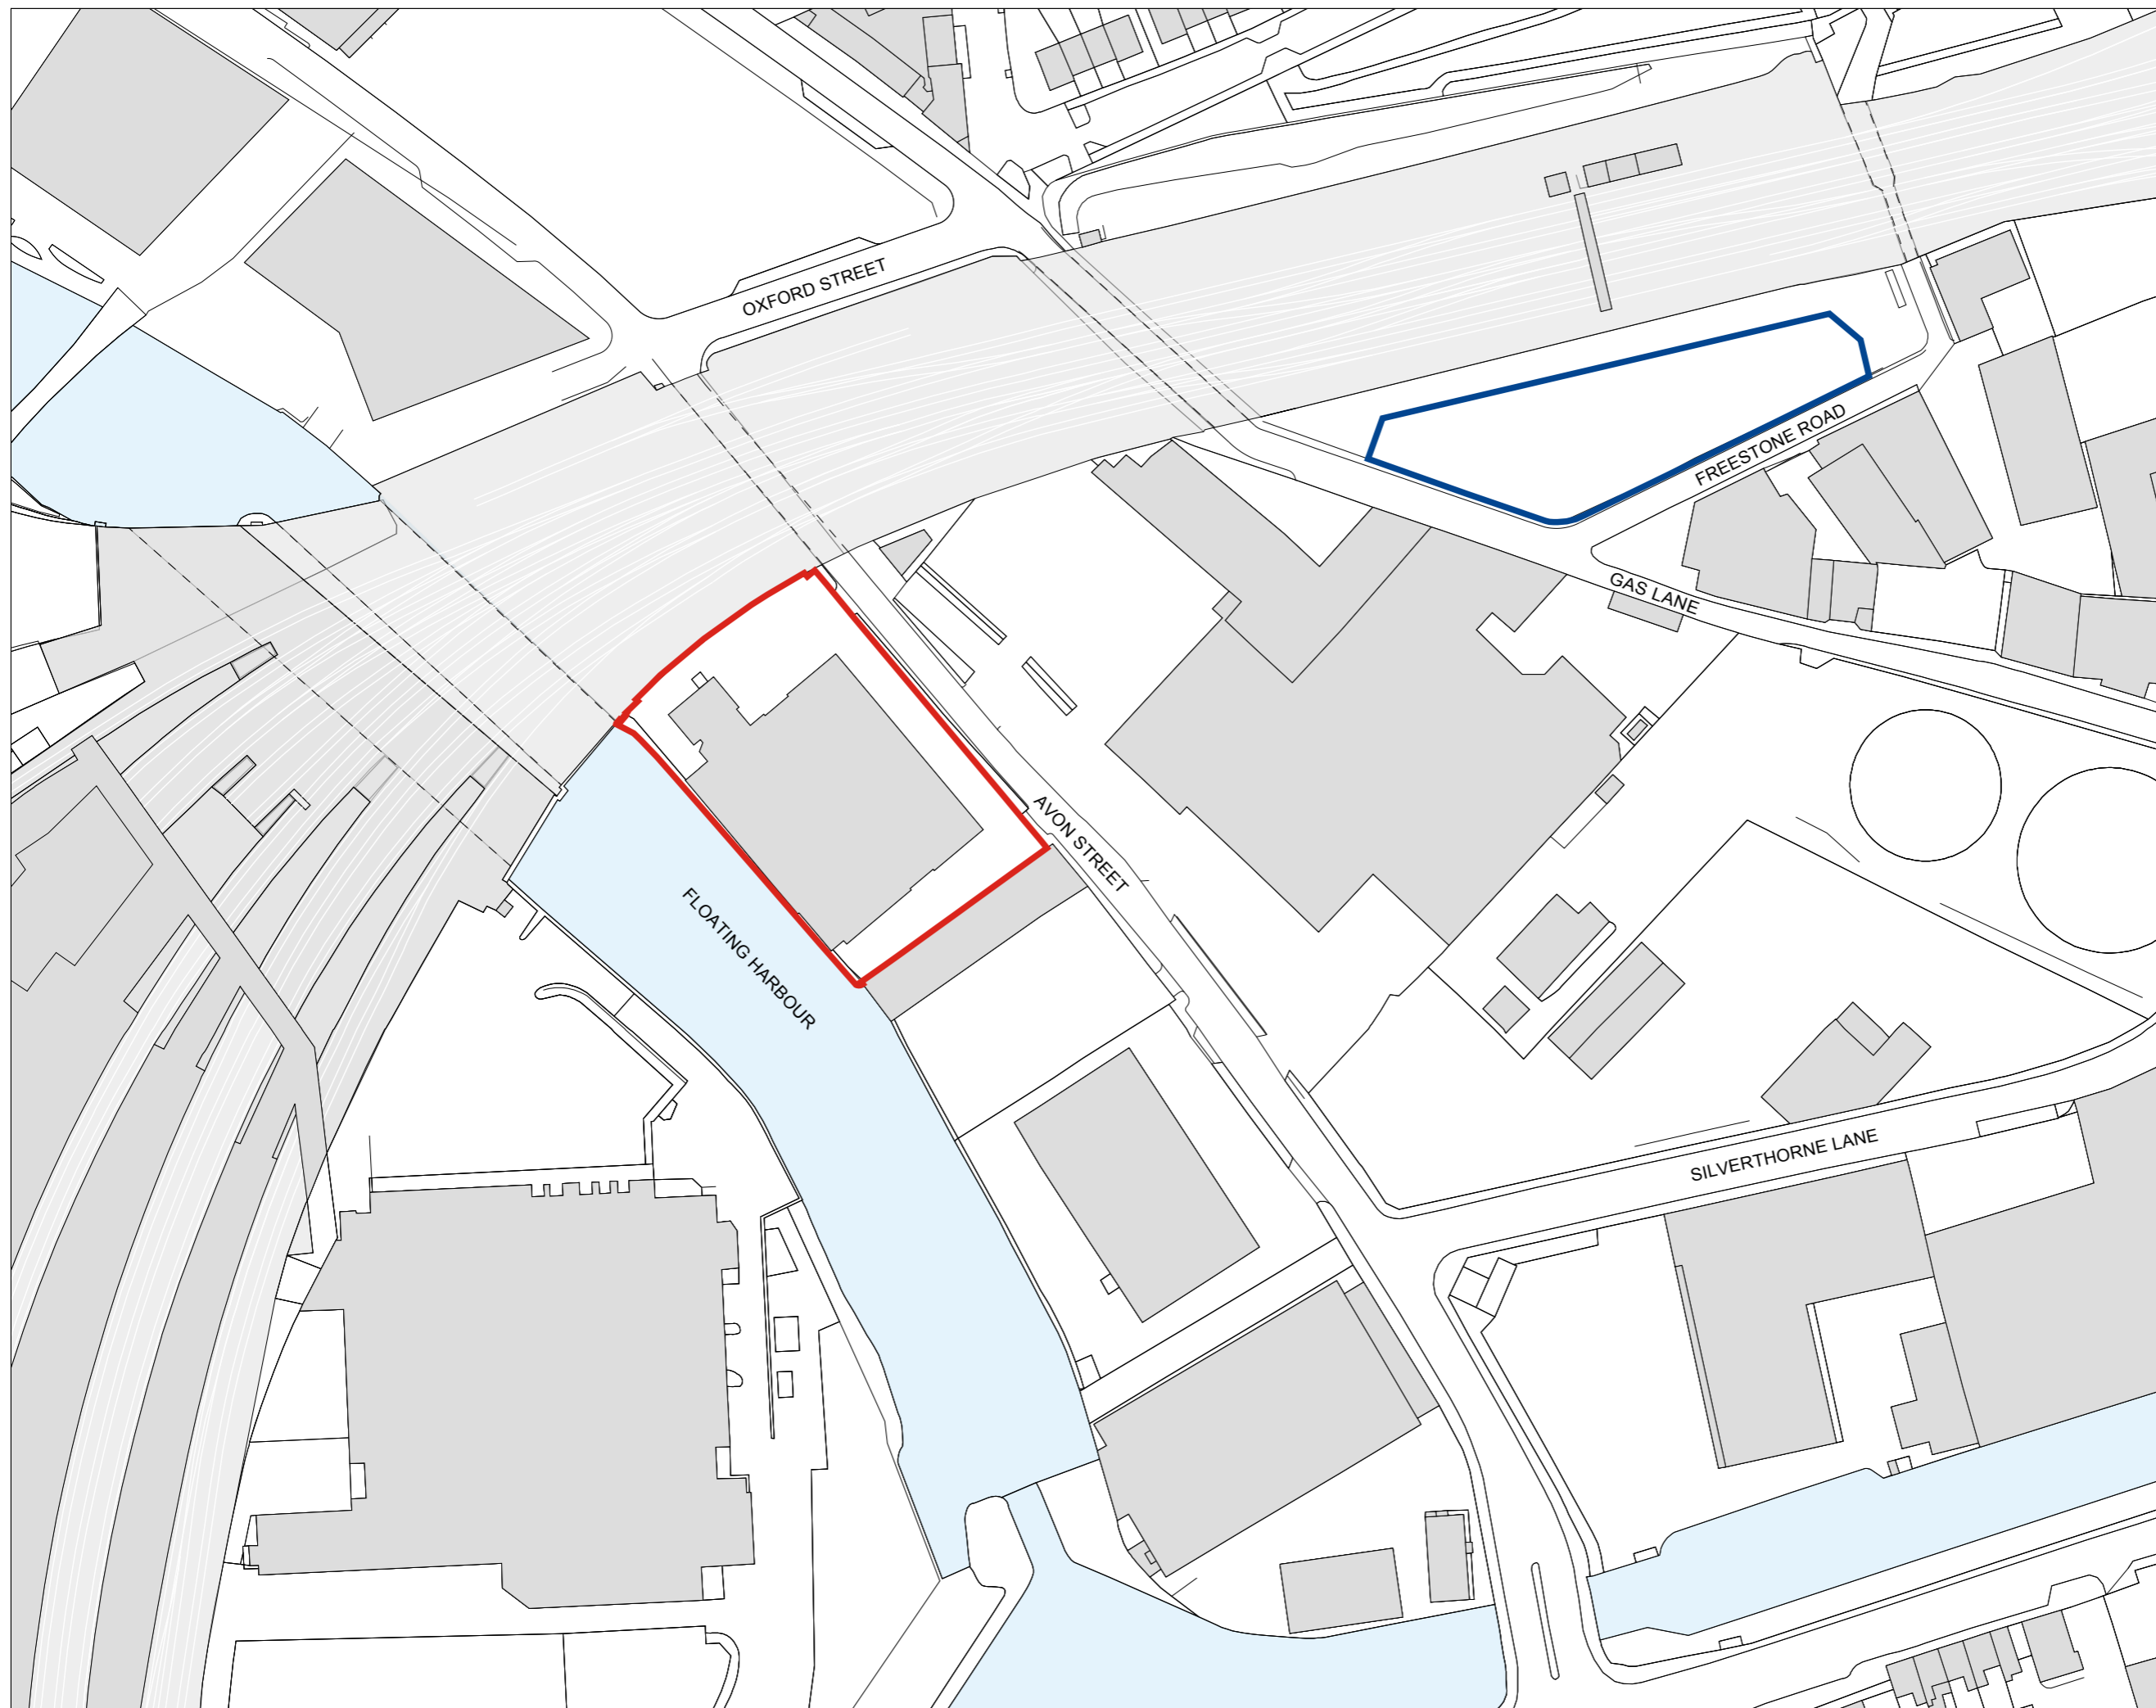 OXFORD STREET
FREESTONE ROAD
GAS LANE
AVON STREET
FLOATING HARBOUR
SILVERTHORNE LANE